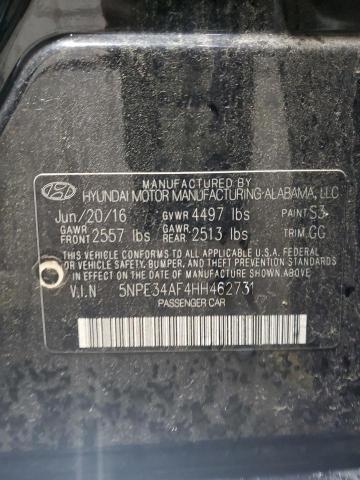 MANUFACTURED BY
HYUNDAI MOTOR MANUFACTURING-ALABAMA, LLC
Jun/20/16 GVWR 4497 lbs PAINT S3
GAWR FRONT 2557 lbs GAWR REAR 2513 lbs TRIM GG
THIS VEHICLE CONFORMS TO ALL APPLICABLE
U.S. FEDERAL MOTOR VEHICLE
SAFETY, BUMPER, AND THEFT PREVENTION STANDARDS
IN EFFECT ON THE DATE OF MANUFACTURE SHOWN ABOVE.
V.I.N 5NPE34AF4HH462731
PASSENGER CAR